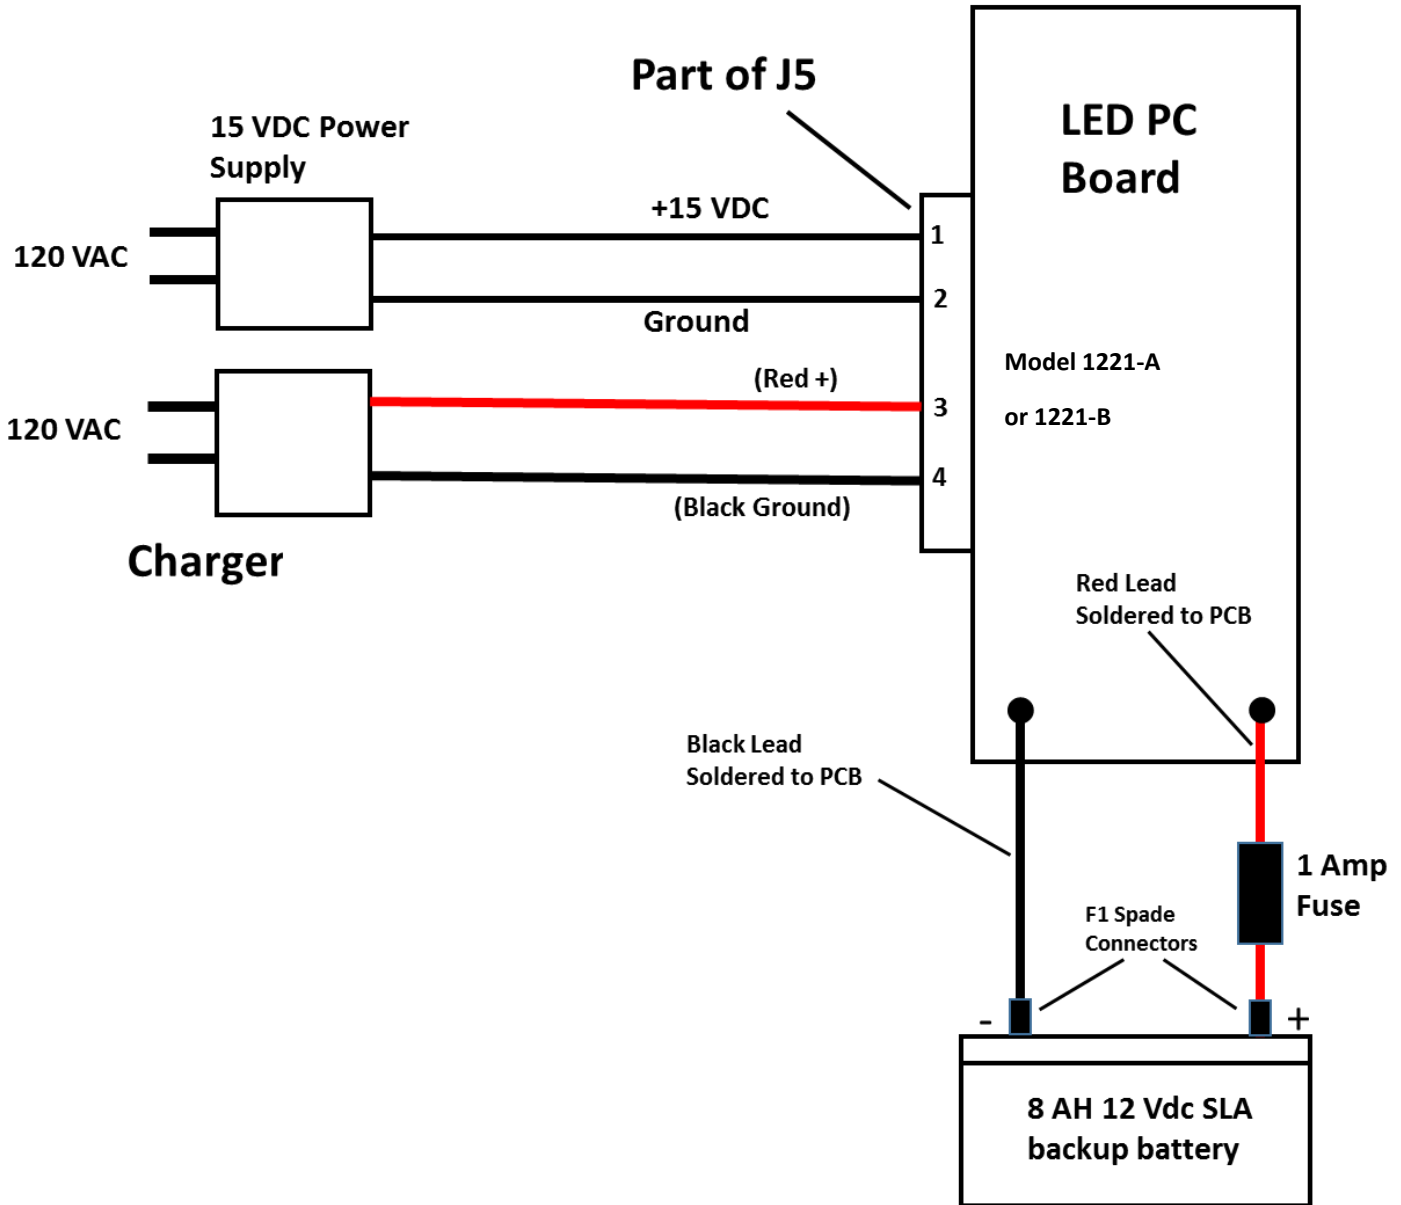 Part of J5
LED PC
Board
15 VDC Power
Supply
+15 VDC
120 VAC
1
2
Ground
Model 1221-A
or 1221-B
(Red +)
3
120 VAC
4
(Black Ground)
Charger
Red Lead
Soldered to PCB
Black Lead
Soldered to PCB
1 Amp
Fuse
F1 Spade
Connectors
- +
8 AH 12 Vdc SLA
backup battery